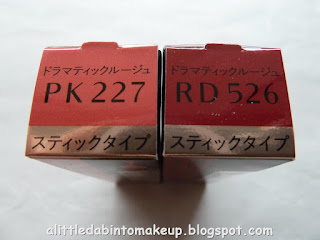 ドラマティックルージュ
PK 227
スティックタイプ
ドラマティックルージュ
RD 526
スティックタイプ
alittledabintomakeup.blogspot.com